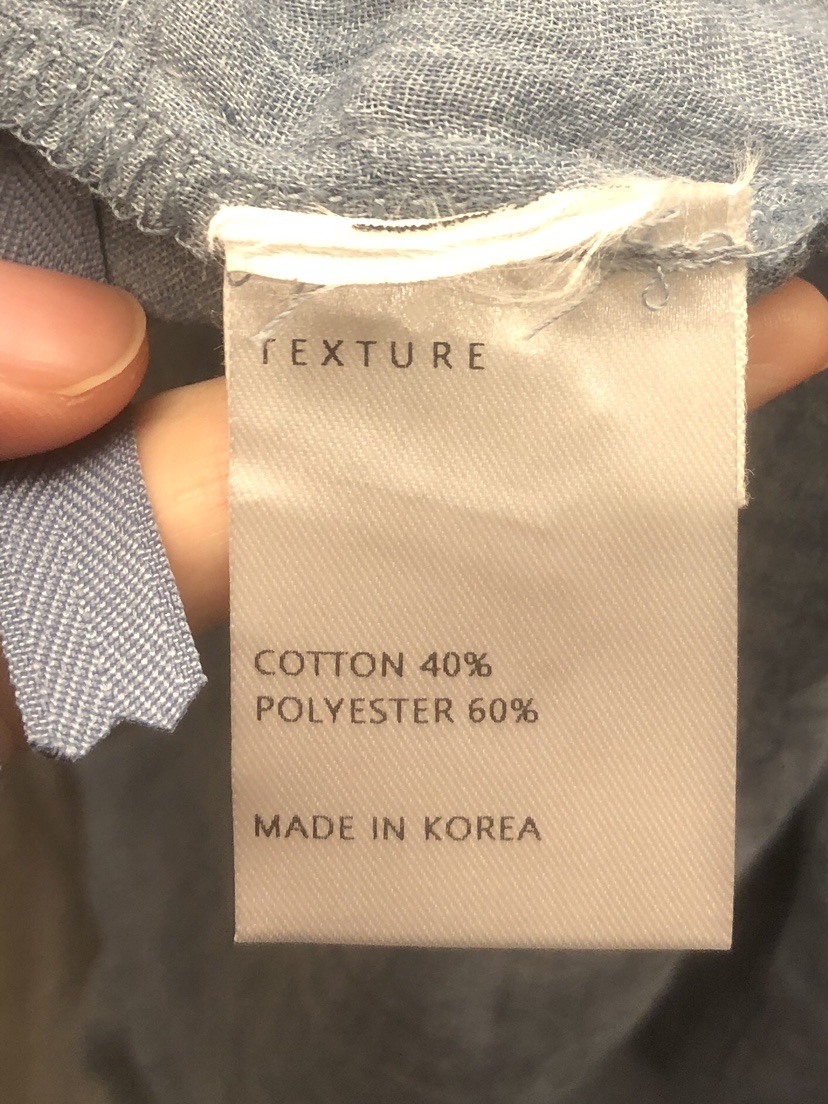 TEXTURE
COTTON 40%
POLYESTER 60%
MADE IN KOREA